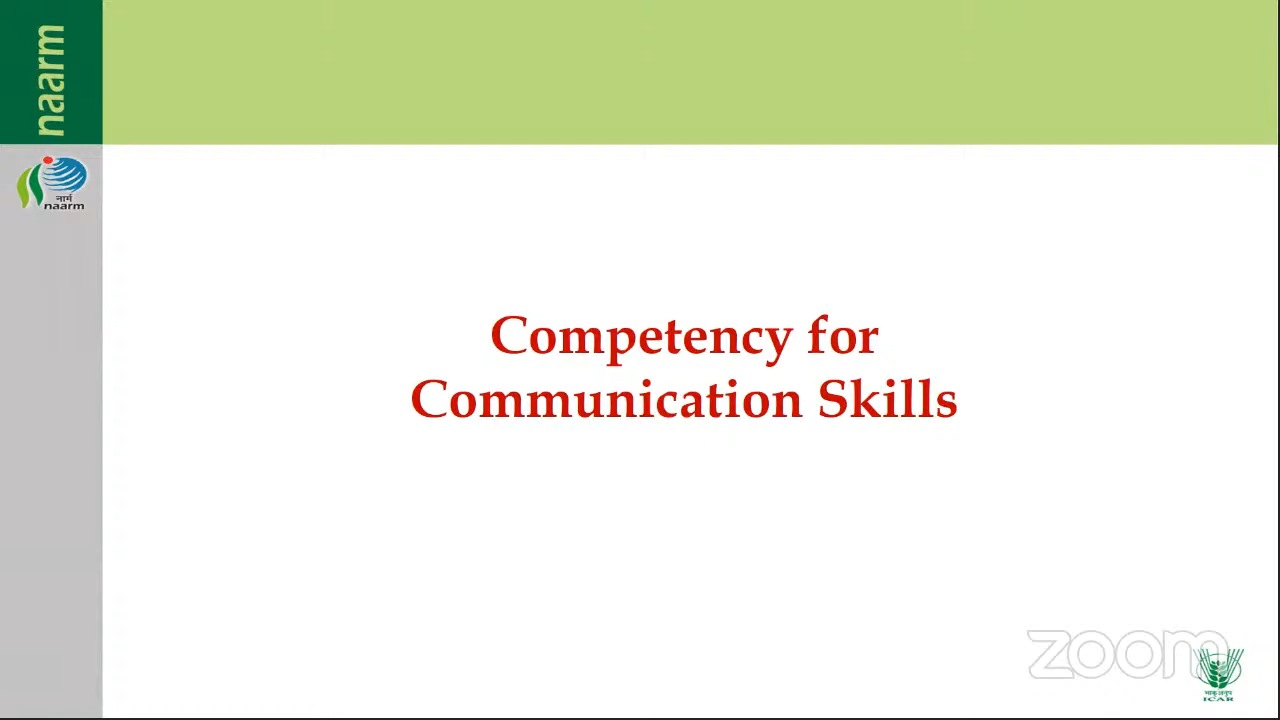 naarm
नार्म
naarm
Competency for
Communication Skills
zoom
ICAR